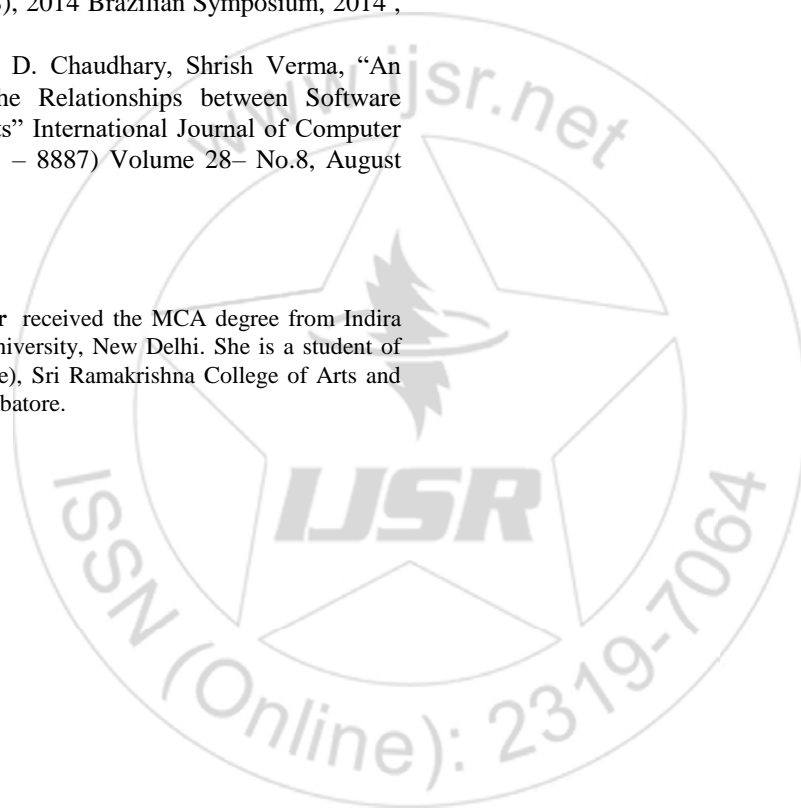 ), 2014 Brazilian Symposium, 2014 ,
D. Chaudhary, Shrish Verma, “An
he Relationships between Software
ts” International Journal of Computer
– 8887) Volume 28– No.8, August
r received the MCA degree from Indira
niversity, New Delhi. She is a student of
e), Sri Ramakrishna College of Arts and
batore.
www.ijsr.net
IJSR
ISSN (Online): 2319-7064